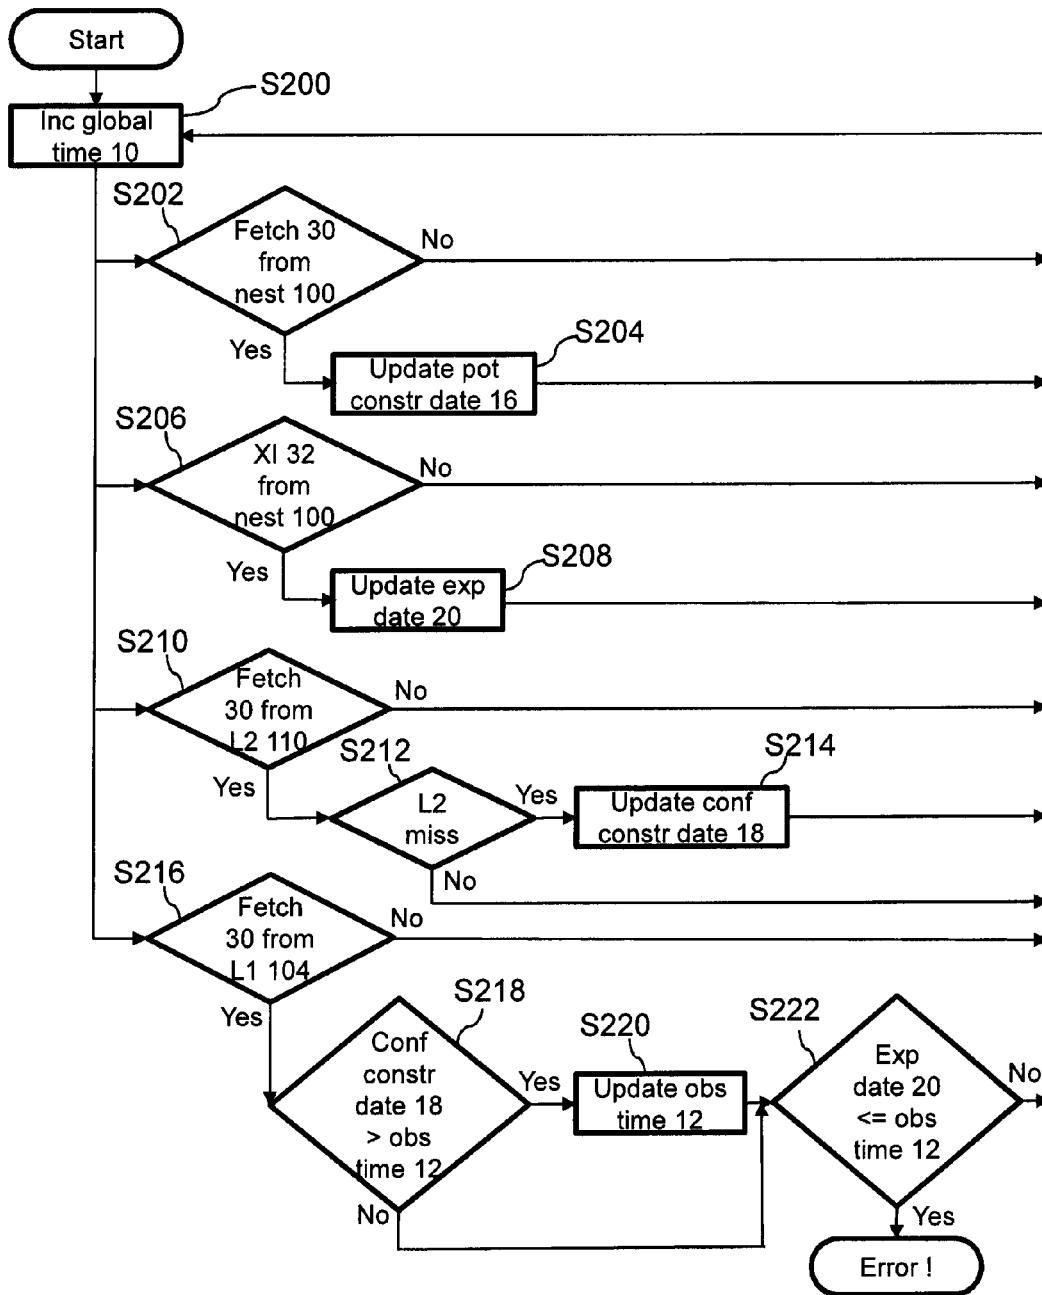 Start
S200
Inc global
time 10
S202
Fetch 30
from
nest 100
No
Yes
S204
Update pot
constr date 16
S206
XI 32
from
nest 100
No
Yes
S208
Update exp
date 20
S210
Fetch
30 from
L2 110
No
Yes
S212
L2
miss
Yes
No
S214
Update conf
constr date 18
S216
Fetch
30 from
L1 104
No
Yes
S218
Conf
constr
date 18
> obs
time 12
Yes
No
S220
Update obs
time 12
S222
Exp
date 20
<= obs
time 12
No
Yes
Error !